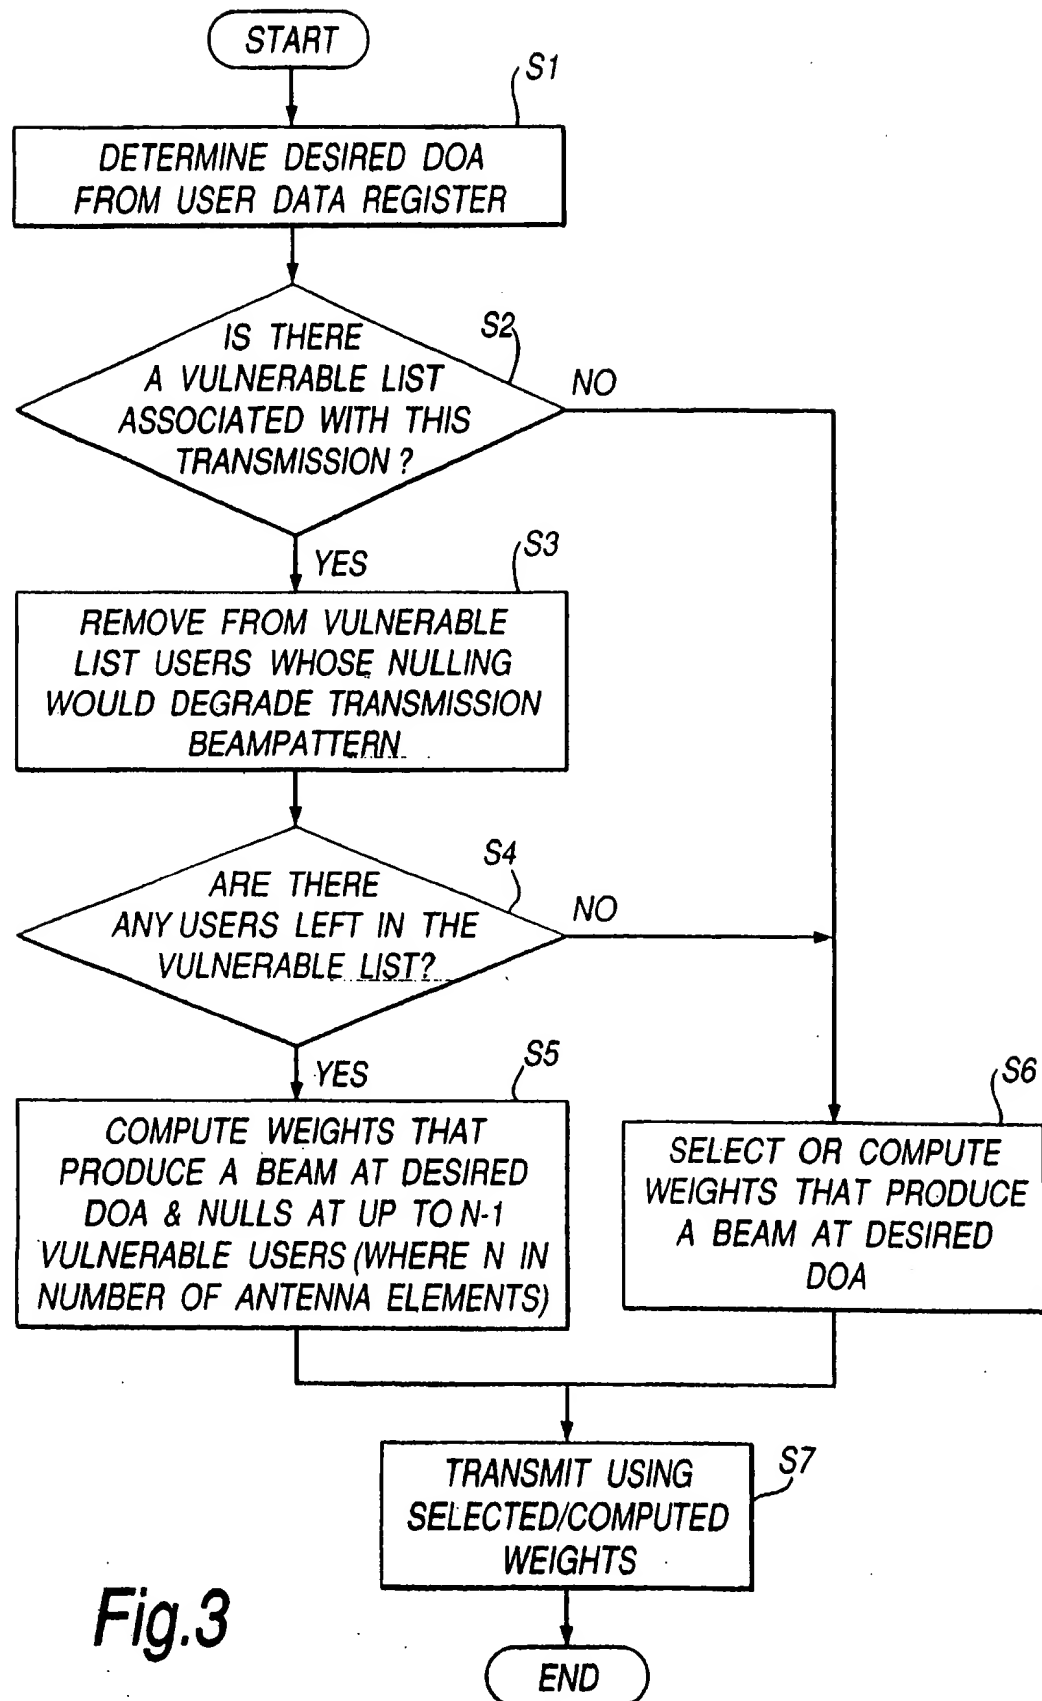 START
S1
DETERMINE DESIRED DOA
FROM USER DATA REGISTER
S2
IS THERE
A VULNERABLE LIST
ASSOCIATED WITH THIS
TRANSMISSION?
NO
YES
S3
REMOVE FROM VULNERABLE
LIST USERS WHOSE NULLING
WOULD DEGRADE TRANSMISSION
BEAMPATTERN
S4
ARE THERE
ANY USERS LEFT IN THE
VULNERABLE LIST?
NO
YES
S5
COMPUTE WEIGHTS THAT
PRODUCE A BEAM AT DESIRED
DOA & NULLS AT UP TO N-1
VULNERABLE USERS (WHERE N IN
NUMBER OF ANTENNA ELEMENTS)
S6
SELECT OR COMPUTE
WEIGHTS THAT PRODUCE
A BEAM AT DESIRED
DOA
S7
TRANSMIT USING
SELECTED/COMPUTED
WEIGHTS
END
Fig.3